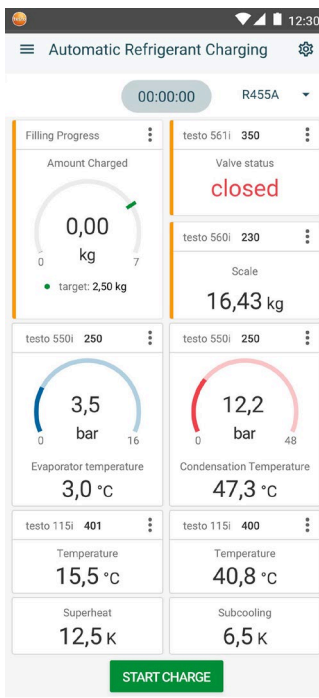 12:30
Automatic Refrigerant Charging
00:00:00 R455A
Filling Progress
Amount Charged
0,00
kg
0 7
target: 2,50 kg
testo 561i 350
Valve status
closed
testo 560i 230
Scale
16,43 kg
testo 550i 250
3,5
bar
0 16
Evaporator temperature
3,0 °C
testo 550i 250
12,2
bar
0 48
Condensation Temperature
47,3 °C
testo 115i 401
Temperature
15,5 °C
testo 115i 400
Temperature
40,8 °C
Superheat
12,5 K
Subcooling
6,5 K
START CHARGE